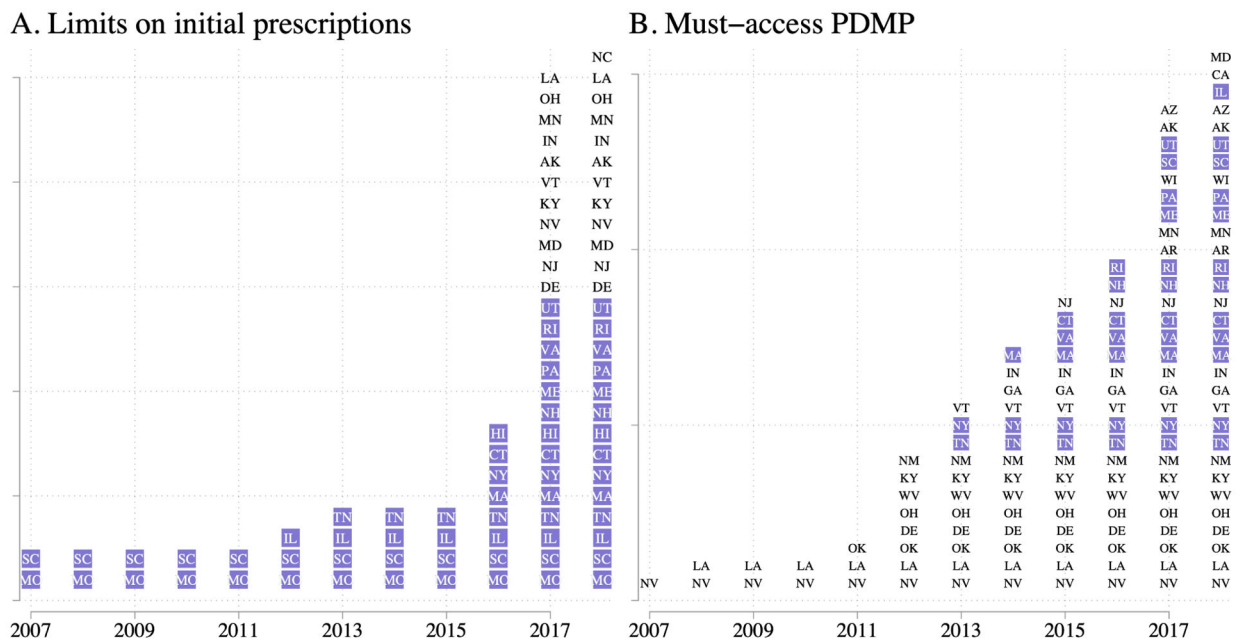 A. Limits on initial prescriptions
NC
LA LA
OH OH
MN MN
IN IN
AK AK
VT VT
KY KY
NV NV
MD MD
NJ NJ
DE DE
UT UT
RI RI
VA VA
PA PA
ME ME
NH NH
HI HI HI
CT CT CT
NY NY NY
MA MA MA
TN TN TN TN TN TN
IL IL IL IL IL IL IL
SC SC SC SC SC SC SC SC SC SC SC SC
MO MO MO MO MO MO MO MO MO MO MO MO
2007 2009 2011 2013 2015 2017
B. Must−access PDMP
MD
CA
IL
AZ AZ
AK AK
UT UT
SC SC
WI WI
PA PA
ME ME
MN MN
AR AR
RI RI RI
NH NH NH
NJ NJ NJ NJ
CT CT CT CT
VA VA VA VA
MA MA MA MA MA
IN IN IN IN IN
GA GA GA GA GA
VT VT VT VT VT VT
NY NY NY NY NY NY
TN TN TN TN TN TN
NM NM NM NM NM NM NM
KY KY KY KY KY KY KY
WV WV WV WV WV WV WV
OH OH OH OH OH OH OH
DE DE DE DE DE DE DE
OK OK OK OK OK OK OK OK
LA LA LA LA LA LA LA LA LA LA LA
NV NV NV NV NV NV NV NV NV NV NV NV
2007 2009 2011 2013 2015 2017